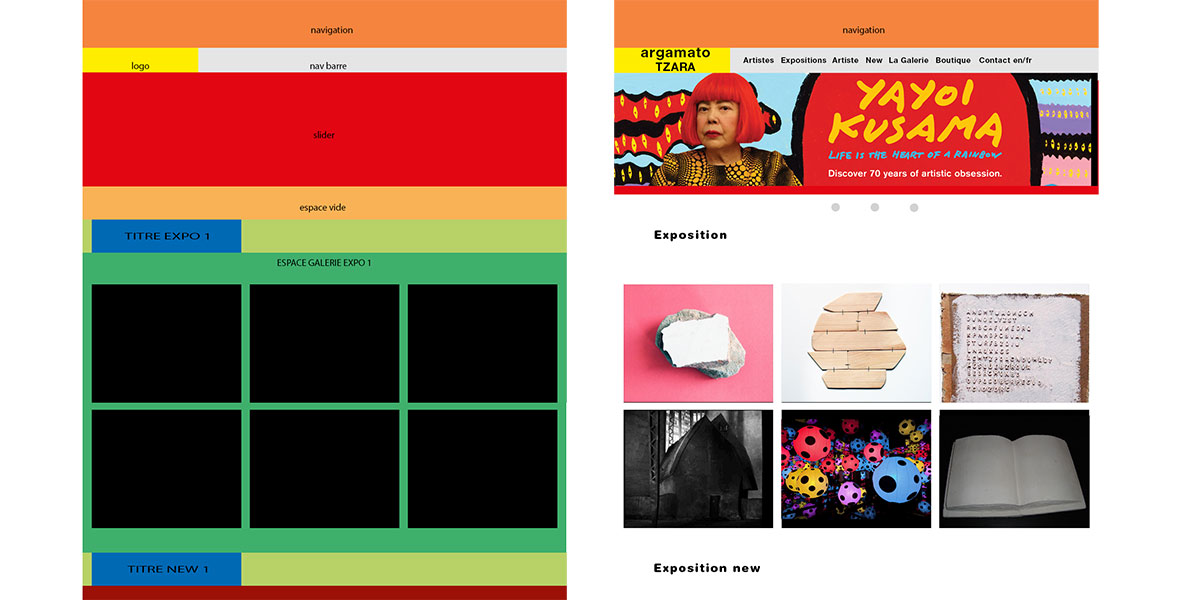 navigation
logo
nav barre
slider
espace vide
TITRE EXPO 1
ESPACE GALERIE EXPO 1
TITRE NEW 1
navigation
argamato
TZARA
Artistes Expositions Artiste New La Galerie Boutique Contact en/fr
YAYOI
KUSAMA
LIFE IS THE HEART OF A RAINBOW
Discover 70 years of artistic obsession.
Exposition
Exposition new